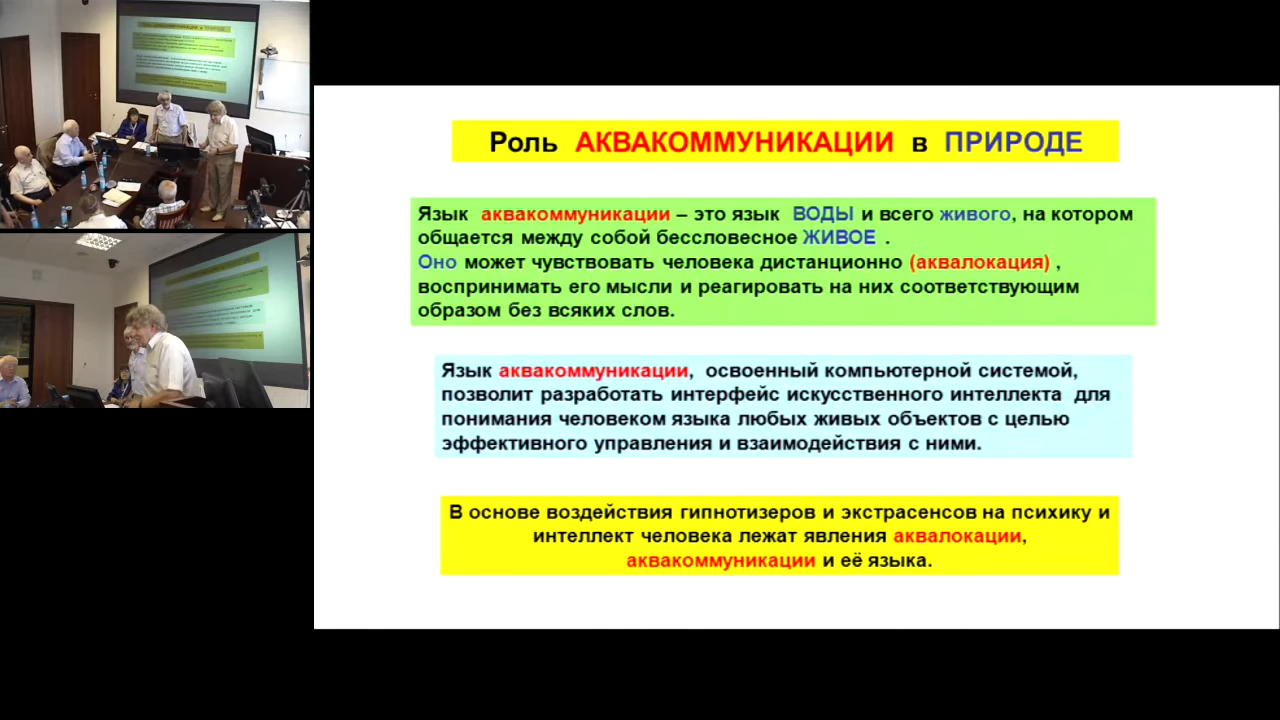 Роль АКВАКОММУНИКАЦИИ в ПРИРОДЕ
Язык аквакоммуникации – это язык ВОДЫ и всего живого, на котором
общается между собой бессловесное ЖИВОЕ .
Оно может чувствовать человека дистанционно (аквалокация) ,
воспринимать его мысли и реагировать на них соответствующим
образом без всяких слов.
Язык аквакоммуникации, освоенный компьютерной системой,
позволит разработать интерфейс искусственного интеллекта для
понимания человеком языка любых живых объектов с целью
эффективного управления и взаимодействия с ними.
В основе воздействия гипнотизеров и экстрасенсов на психику и
интеллект человека лежат явления аквалокации,
аквакоммуникации и её языка.